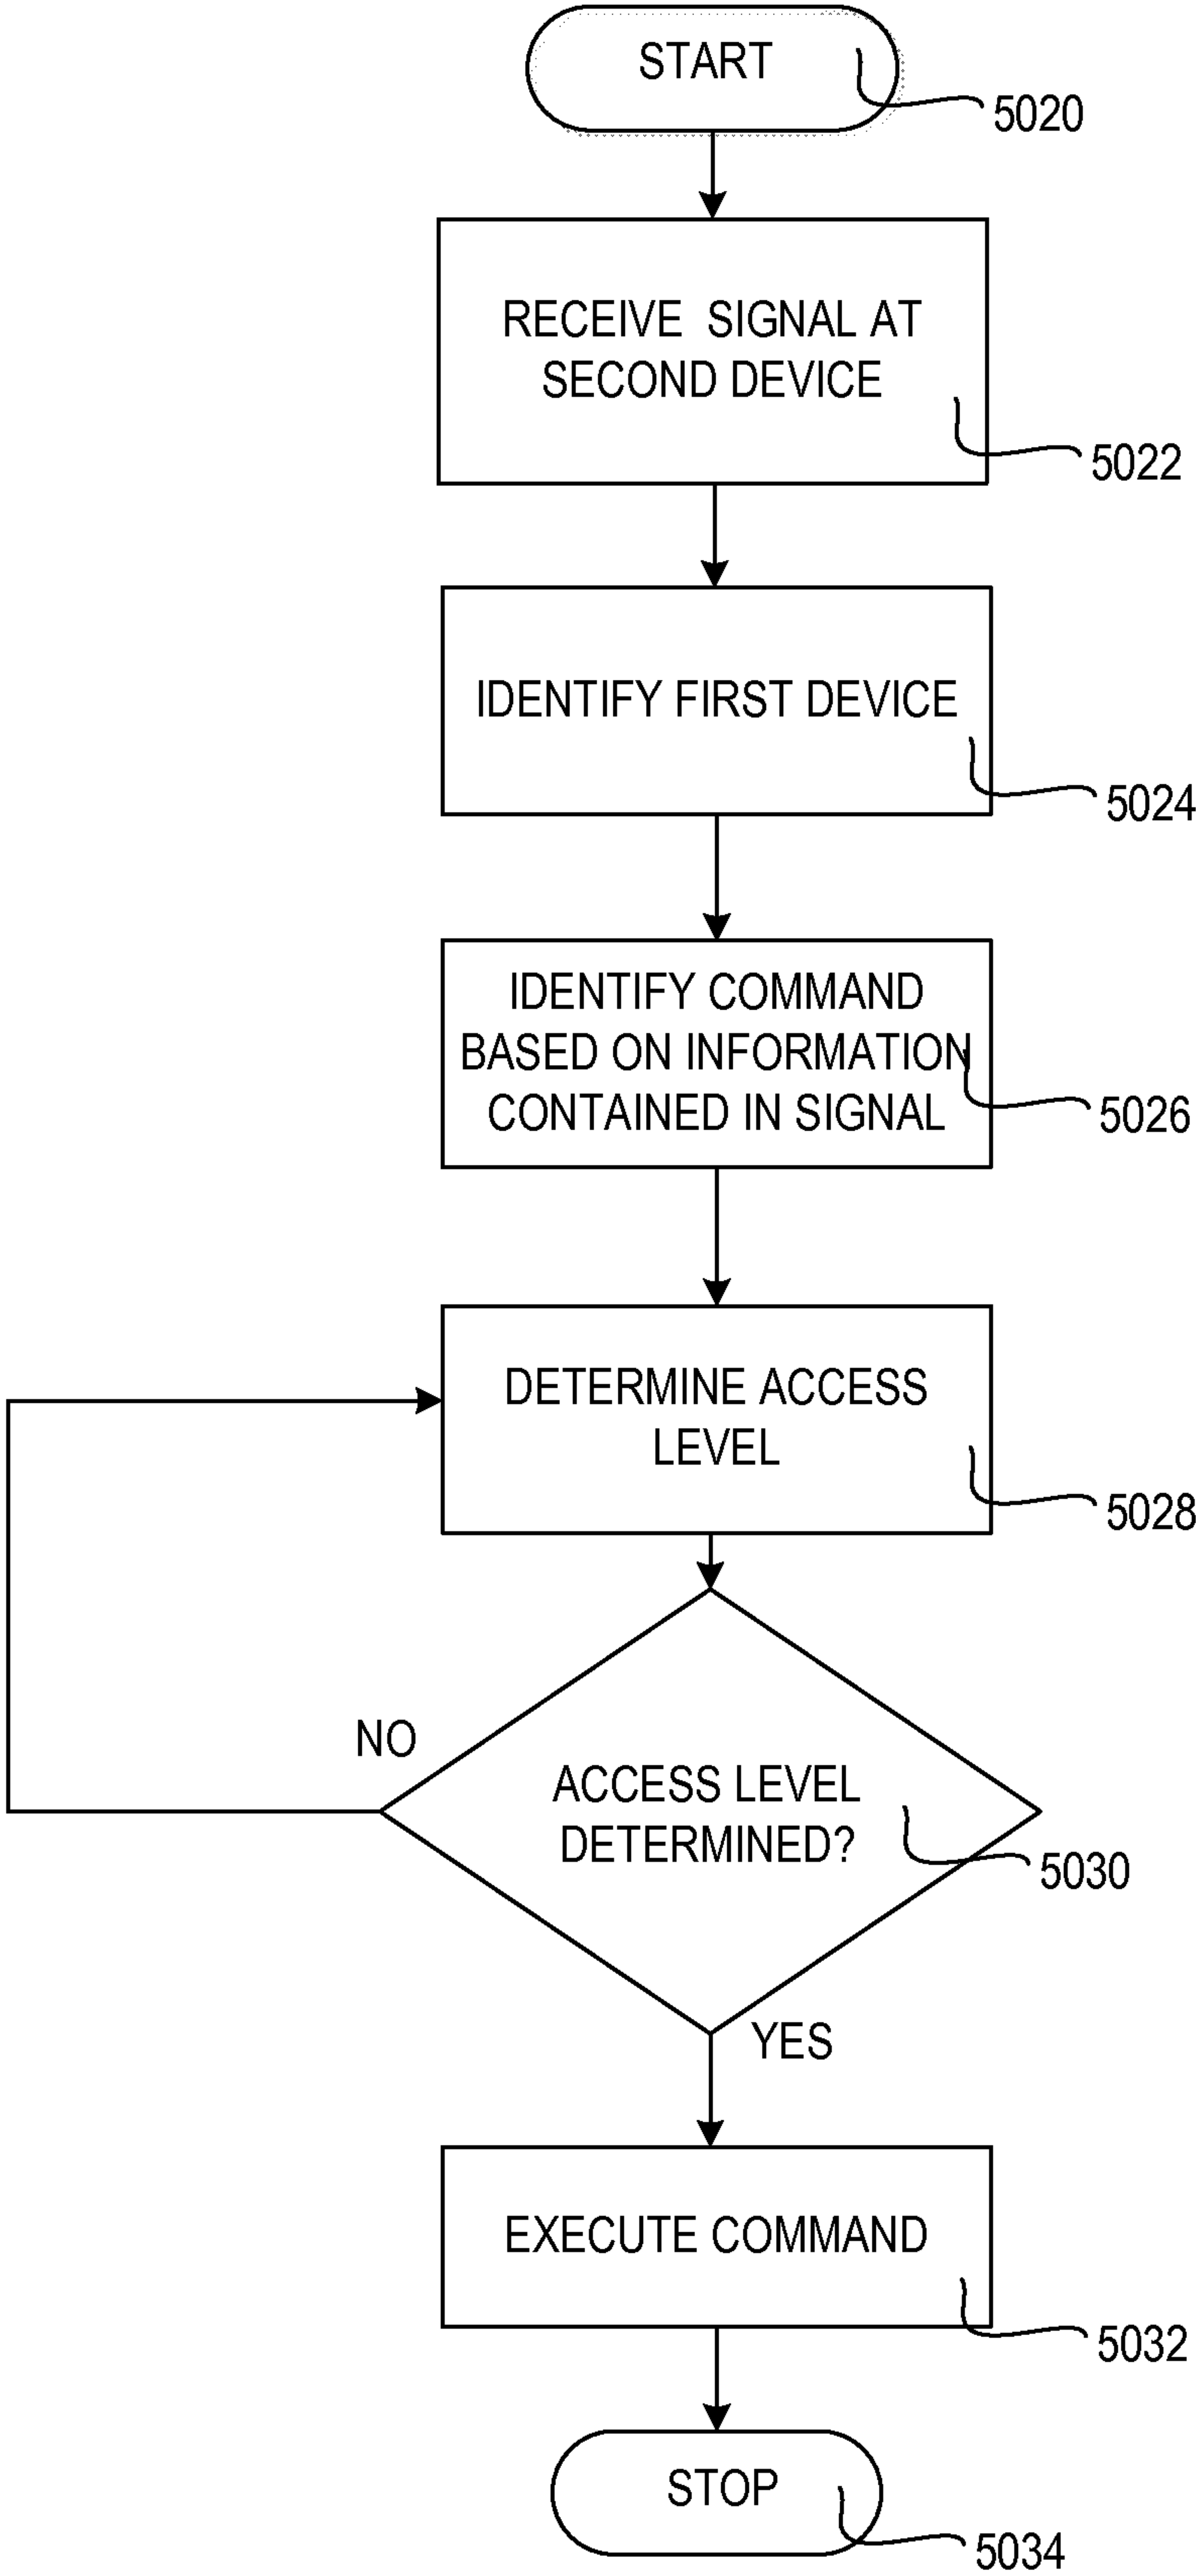 START
5020
RECEIVE SIGNAL AT
SECOND DEVICE
5022
IDENTIFY FIRST DEVICE
5024
IDENTIFY COMMAND
BASED ON INFORMATION
CONTAINED IN SIGNAL
5026
DETERMINE ACCESS
LEVEL
5028
NO
ACCESS LEVEL
DETERMINED?
5030
YES
EXECUTE COMMAND
5032
STOP
5034